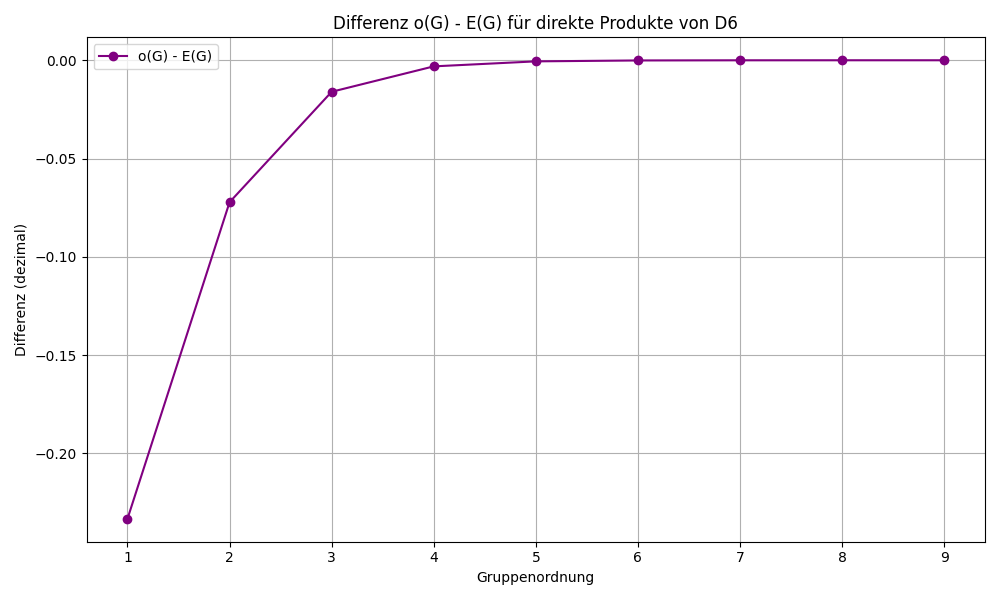 Differenz o(G) - E(G) für direkte Produkte von D6
o(G) - E(G)
0.00
−0.05
−0.10
−0.15
−0.20
Differenz (dezimal)
1 2 3 4 5 6 7 8 9
Gruppenordnung